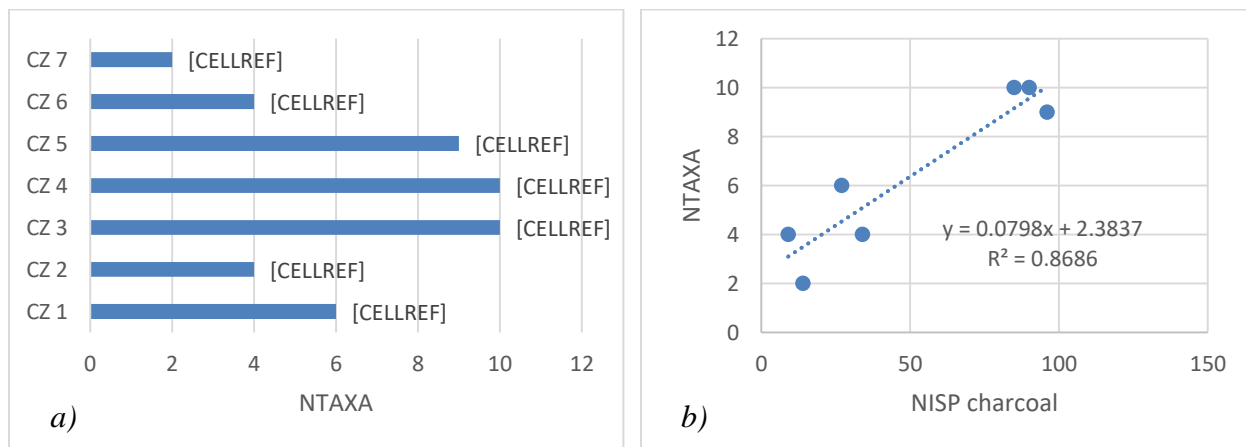 CZ 7 [CELLREF]
CZ 6 [CELLREF]
CZ 5 [CELLREF]
CZ 4 [CELLREF]
CZ 3 [CELLREF]
CZ 2 [CELLREF]
CZ 1 [CELLREF]
0 2 4 6 8 10 12
NTAXA
a)
12
10
8
6
4
2
0
NTAXA
y = 0.0798x + 2.3837
R² = 0.8686
0 50 100 150
NISP charcoal
b)